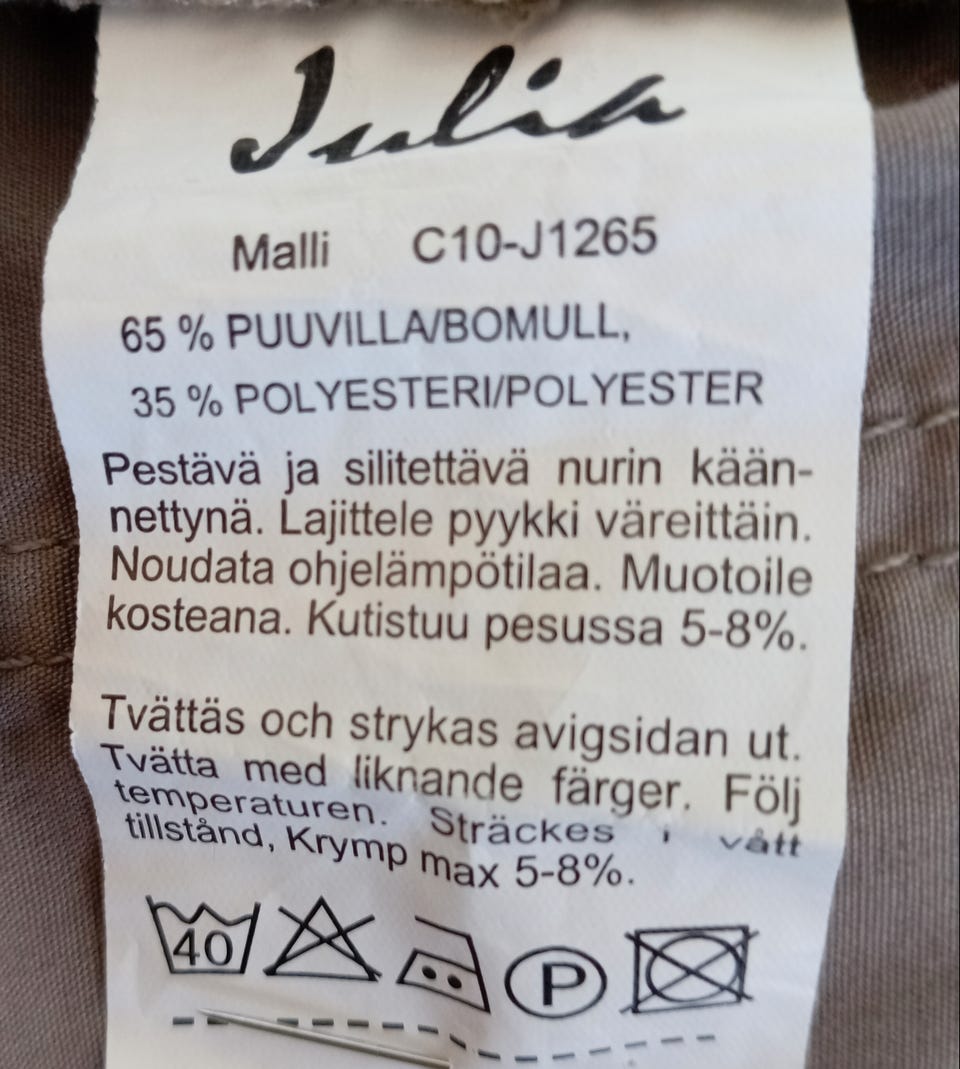 Julia
Malli C10-J1265
65 % PUUVILLA/BOMULL,
35 % POLYESTERI/POLYESTER
Pestävä ja silitettävä nurin kään-
nettynä. Lajittele pyykki väreittäin.
Noudata ohjelämpötilaa. Muotoile
kosteana. Kutistuu pesussa 5-8%.
Tvättäs och strykas avigsidan ut.
Tvätta med liknande färger. Följ
temperaturen. Sträckes i vått
tillstånd, Krymp max 5-8%.
40 P